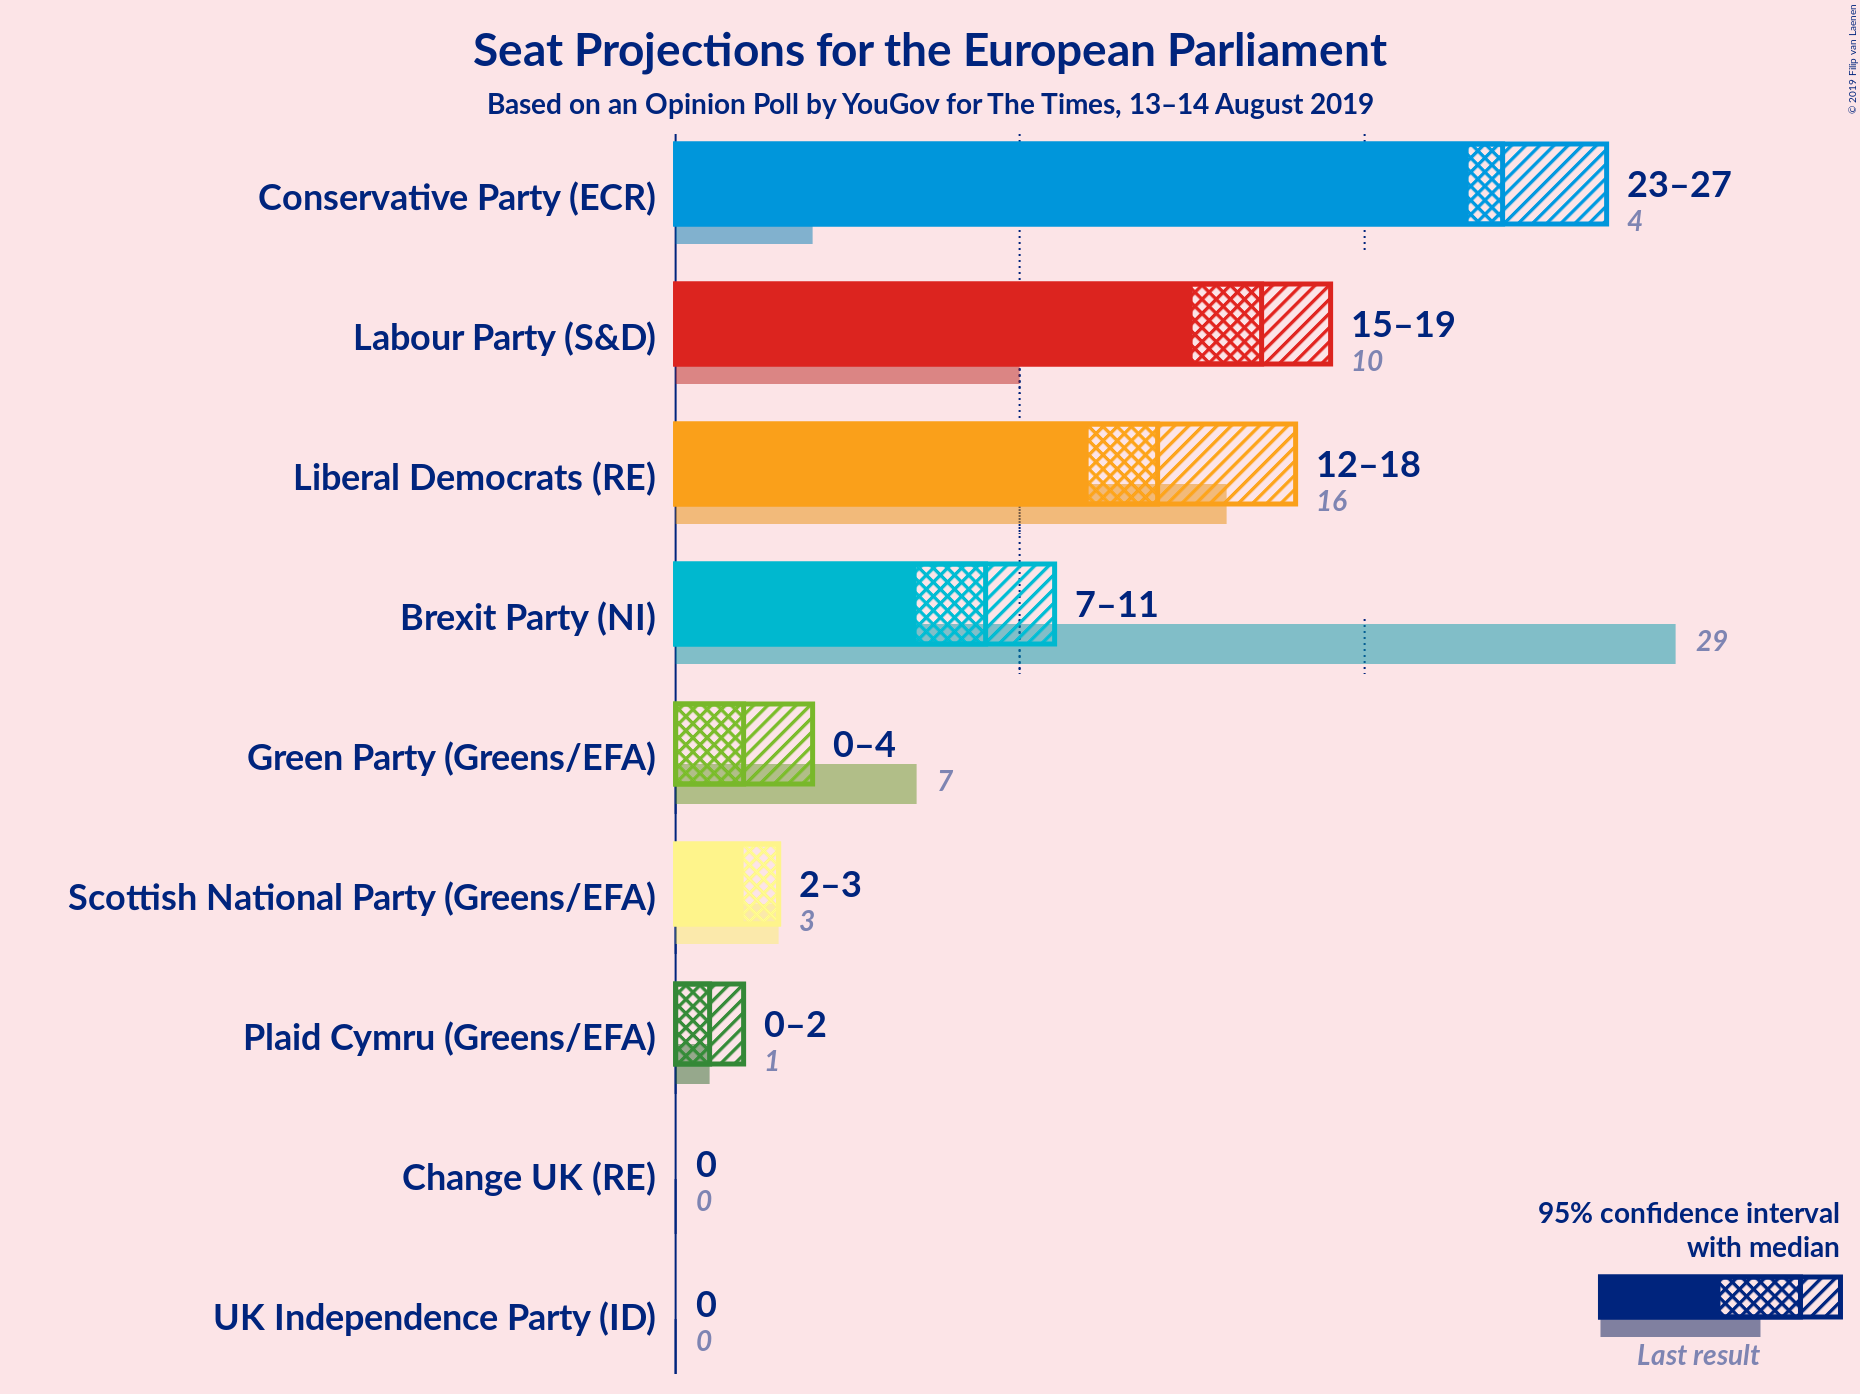 Seat Projections for the European Parliament
Based on an Opinion Poll by YouGov for The Times, 13–14 August 2019
© 2019 Filip van Laenen
Conservative Party (ECR)
23–27
4
Labour Party (S&D)
15–19
10
Liberal Democrats (RE)
12–18
16
Brexit Party (NI)
7–11
29
Green Party (Greens/EFA)
0–4
7
Scottish National Party (Greens/EFA)
2–3
3
Plaid Cymru (Greens/EFA)
0–2
1
Change UK (RE)
0
0
UK Independence Party (ID)
0
0
95% confidence interval
with median
Last result